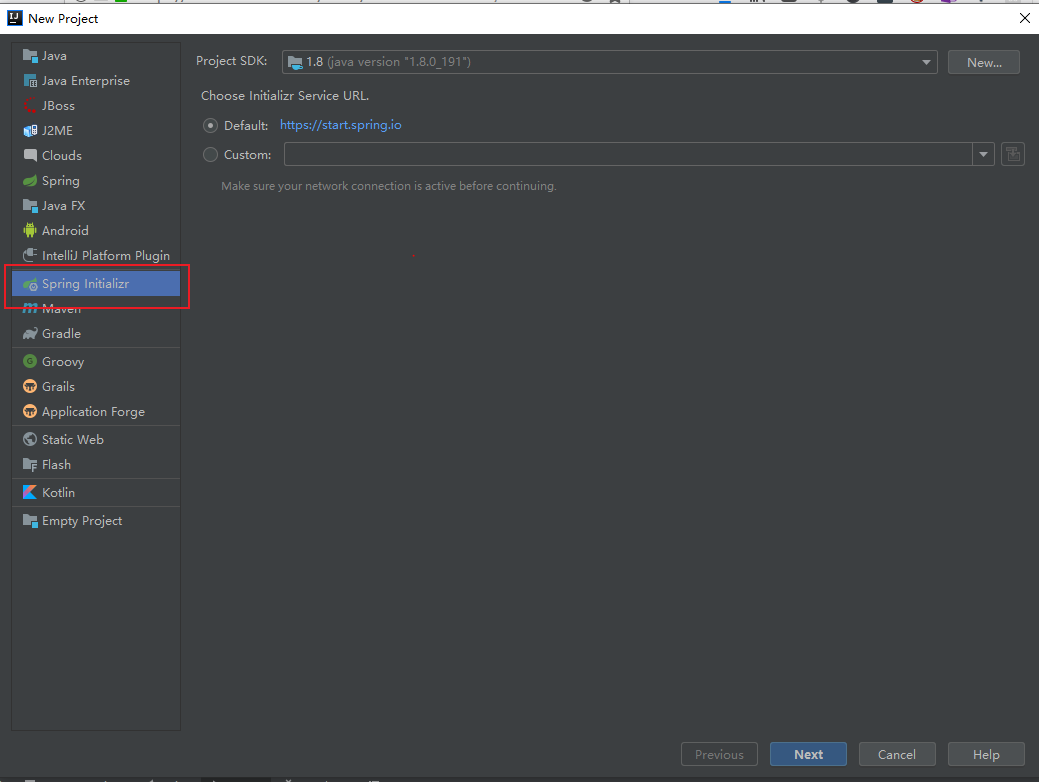 New Project
Java
Java Enterprise
JBoss
J2ME
Clouds
Spring
Java FX
Android
IntelliJ Platform Plugin
Spring Initializr
Maven
Gradle
Groovy
Grails
Application Forge
Static Web
Flash
Kotlin
Empty Project
Project SDK: 1.8 (java version "1.8.0_191") New...
Choose Initializr Service URL.
Default: https://start.spring.io
Custom:
Make sure your network connection is active before continuing.
Previous Next Cancel Help